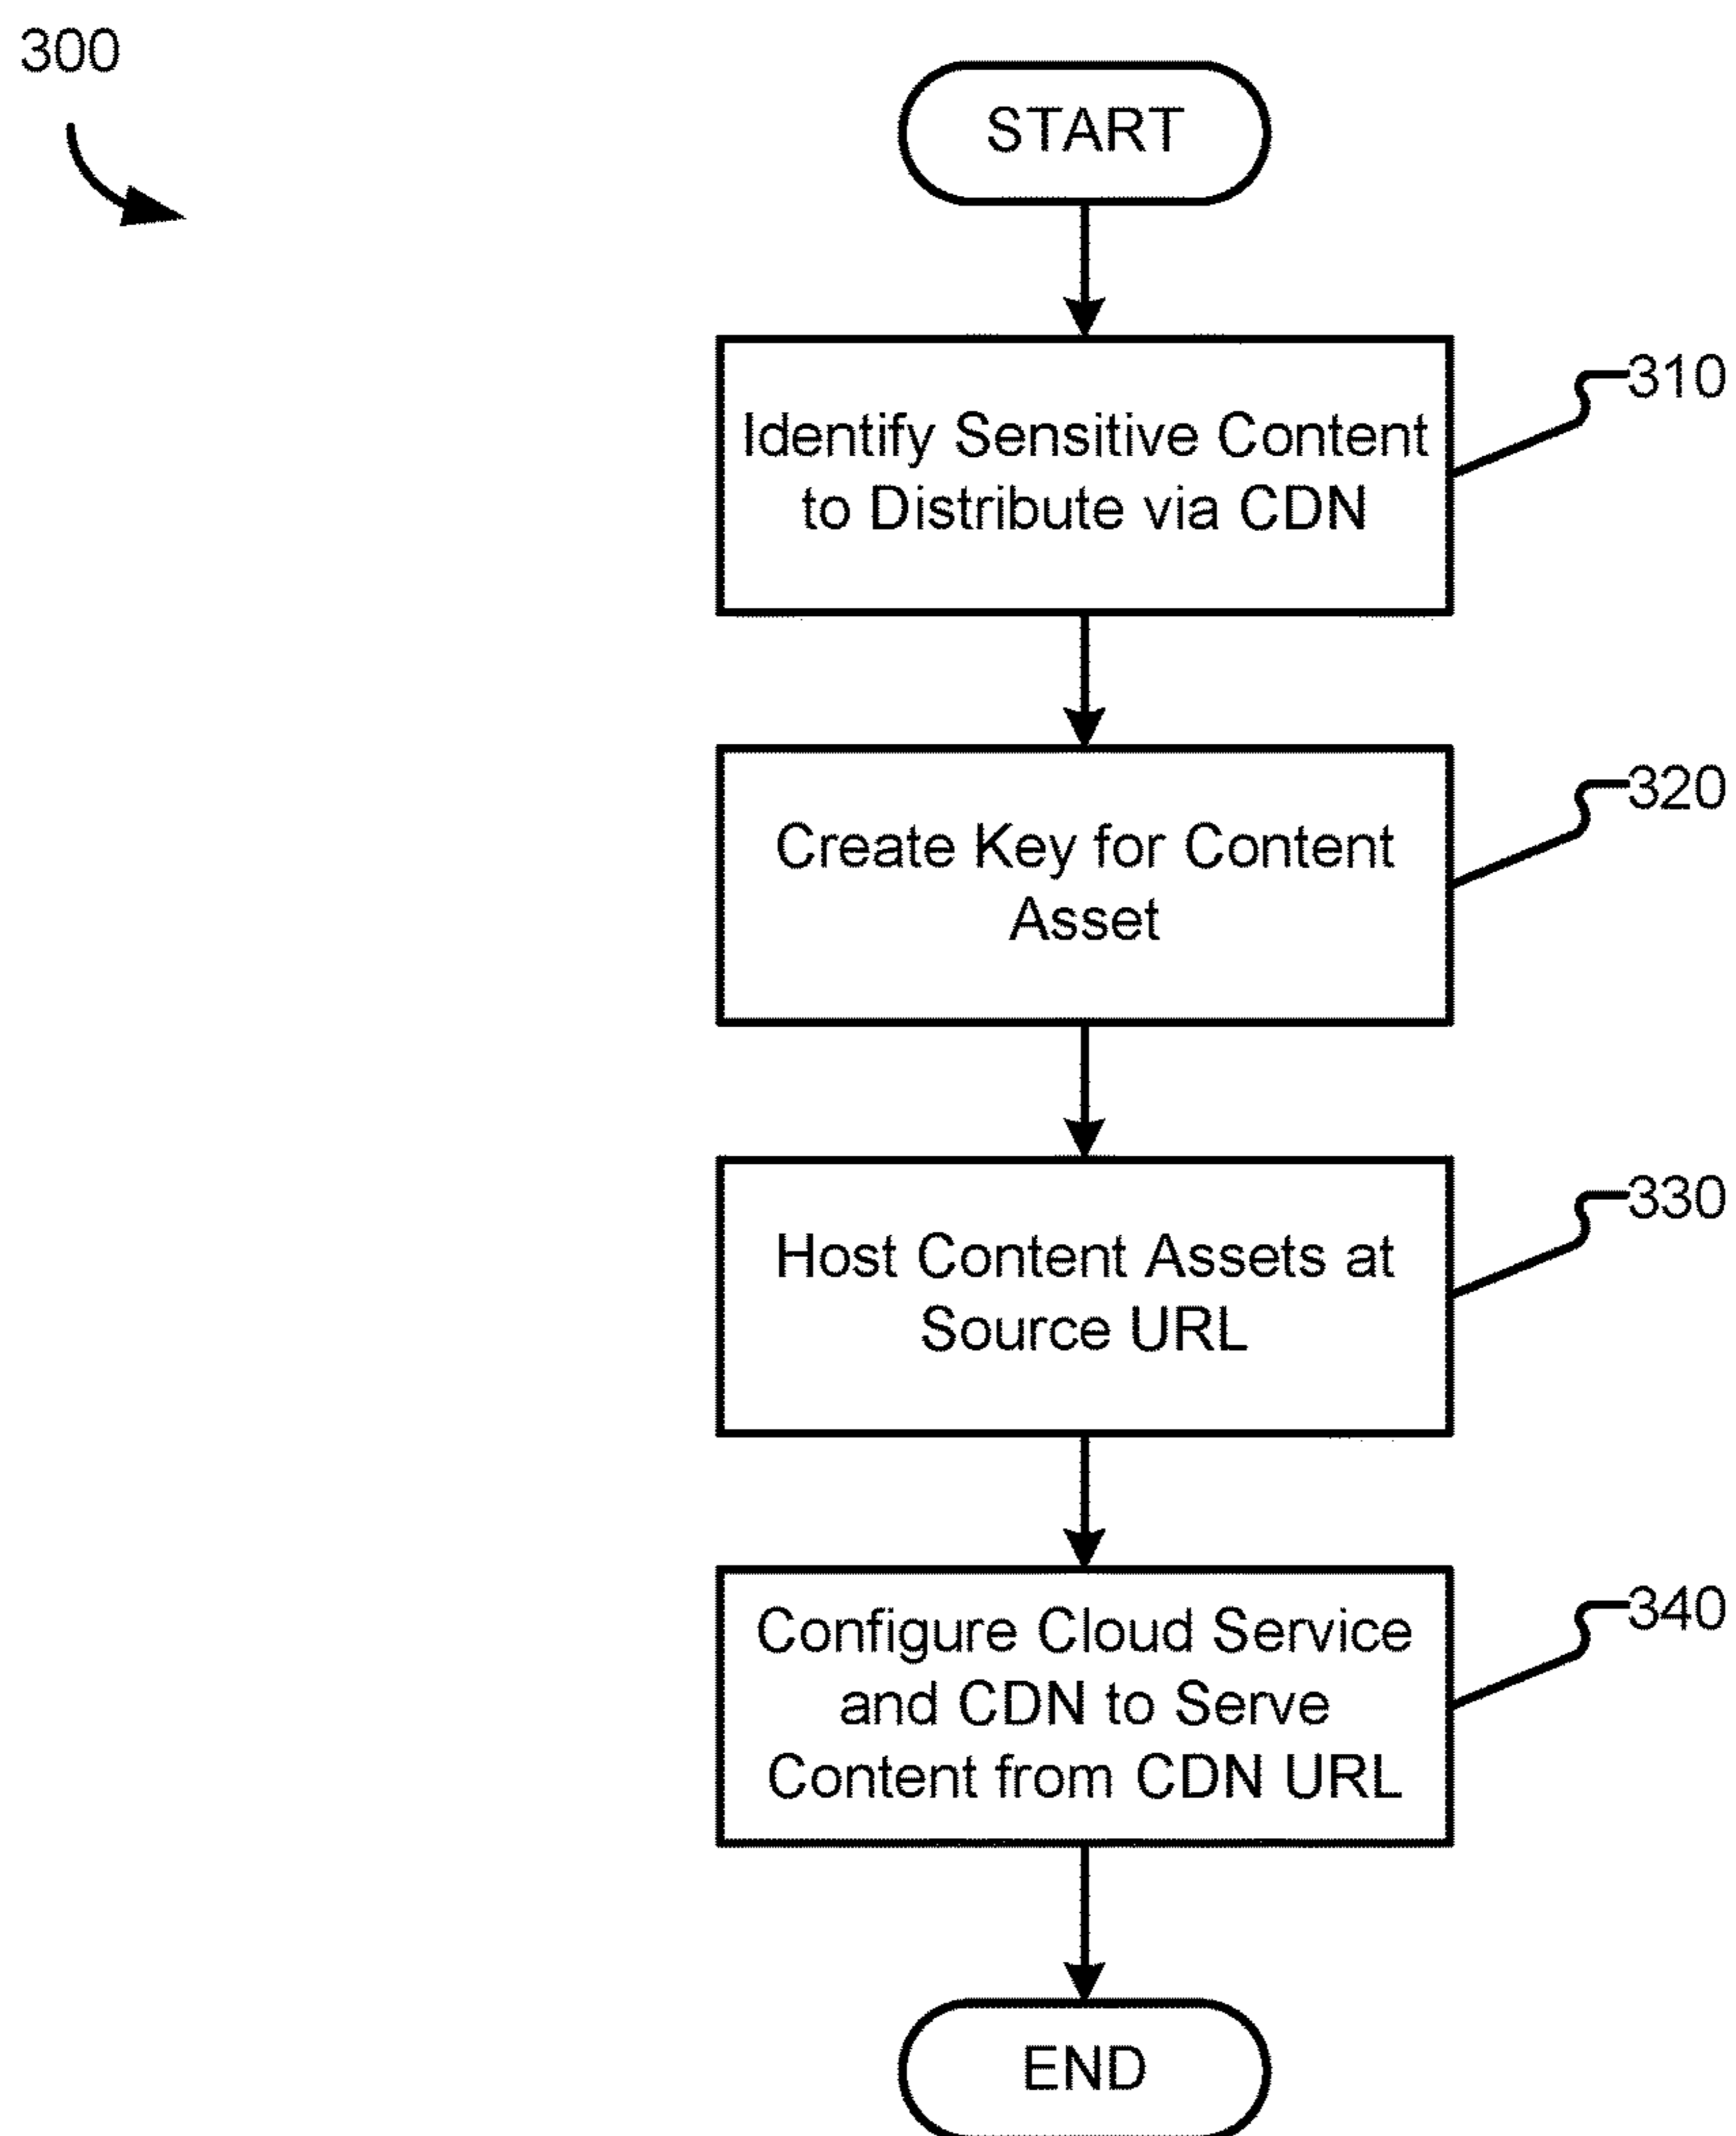 300
START
Identify Sensitive Content
to Distribute via CDN
310
Create Key for Content
Asset
320
Host Content Assets at
Source URL
330
Configure Cloud Service
and CDN to Serve
Content from CDN URL
340
END